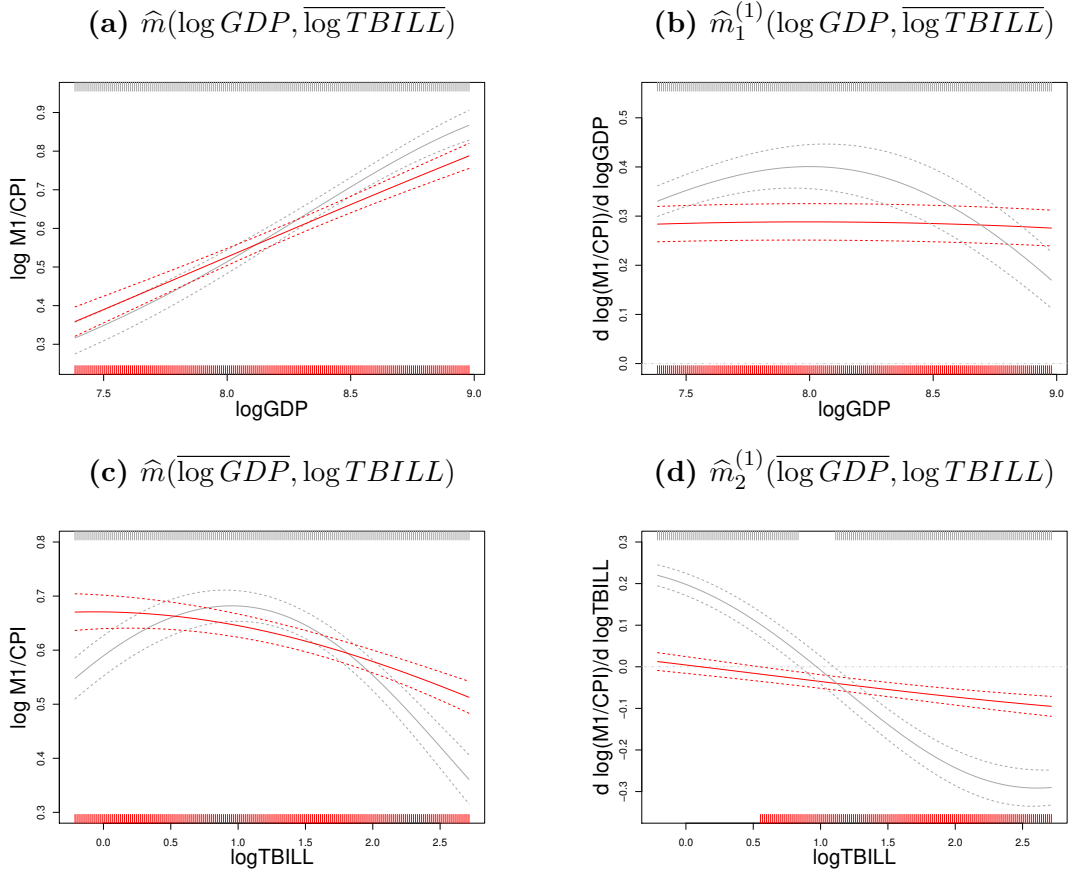 (a) m̂(log GDP, \overline{log TBILL})
(b) m̂₁⁽¹⁾(log GDP, \overline{log TBILL})
log M1/CPI
0.3 0.4 0.5 0.6 0.7 0.8 0.9
7.5 8.0 8.5 9.0
logGDP
d log(M1/CPI)/d logGDP
0.0 0.1 0.2 0.3 0.4 0.5
7.5 8.0 8.5 9.0
logGDP
(c) m̂(\overline{log GDP}, log TBILL)
(d) m̂₂⁽¹⁾(\overline{log GDP}, log TBILL)
log M1/CPI
0.3 0.4 0.5 0.6 0.7 0.8
0.0 0.5 1.0 1.5 2.0 2.5
logTBILL
d log(M1/CPI)/d logTBILL
−0.3 −0.2 −0.1 0.0 0.1 0.2 0.3
0.0 0.5 1.0 1.5 2.0 2.5
logTBILL